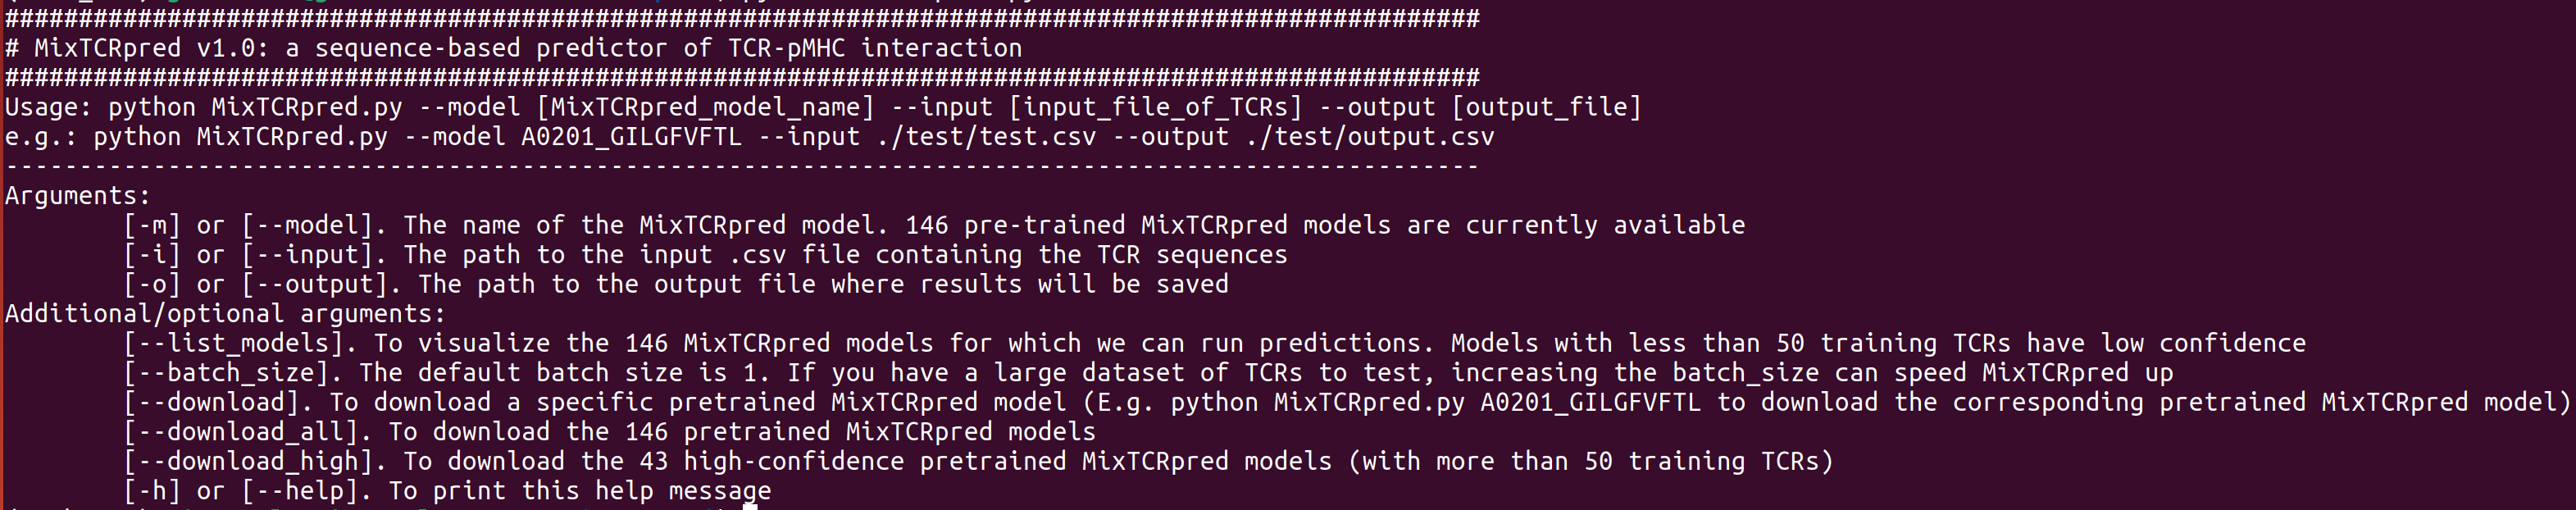 ####################################################################################################
# MixTCRpred v1.0: a sequence-based predictor of TCR-pMHC interaction
####################################################################################################
Usage: python MixTCRpred.py --model [MixTCRpred_model_name] --input [input_file_of_TCRs] --output [output_file]
e.g.: python MixTCRpred.py --model A0201_GILGFVFTL --input ./test/test.csv --output ./test/output.csv
----------------------------------------------------------------------------------------------------
Arguments:
[-m] or [--model]. The name of the MixTCRpred model. 146 pre-trained MixTCRpred models are currently available
[-i] or [--input]. The path to the input .csv file containing the TCR sequences
[-o] or [--output]. The path to the output file where results will be saved
Additional/optional arguments:
[--list_models]. To visualize the 146 MixTCRpred models for which we can run predictions. Models with less than 50 training TCRs have low confidence
[--batch_size]. The default batch size is 1. If you have a large dataset of TCRs to test, increasing the batch_size can speed MixTCRpred up
[--download]. To download a specific pretrained MixTCRpred model (E.g. python MixTCRpred.py A0201_GILGFVFTL to download the corresponding pretrained MixTCRpred model)
[--download_all]. To download the 146 pretrained MixTCRpred models
[--download_high]. To download the 43 high-confidence pretrained MixTCRpred models (with more than 50 training TCRs)
[-h] or [--help]. To print this help message